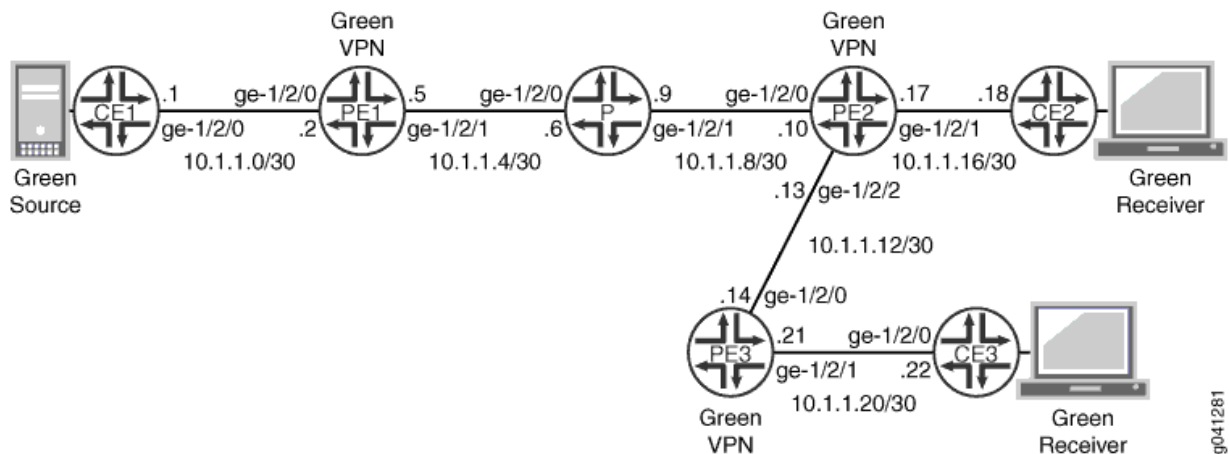 Green
VPN
Green
VPN
.1
ge-1/2/0
.5
ge-1/2/0
.9
ge-1/2/0
.17
.18
CE1
PE1
P
PE2
CE2
ge-1/2/0
.2
ge-1/2/1
.6
ge-1/2/1
.10
ge-1/2/1
10.1.1.0/30
10.1.1.4/30
10.1.1.8/30
10.1.1.16/30
Green
Source
Green
Receiver
.13
ge-1/2/2
10.1.1.12/30
.14
ge-1/2/0
.21
ge-1/2/0
PE3
CE3
ge-1/2/1
.22
10.1.1.20/30
Green
VPN
Green
Receiver
g041281